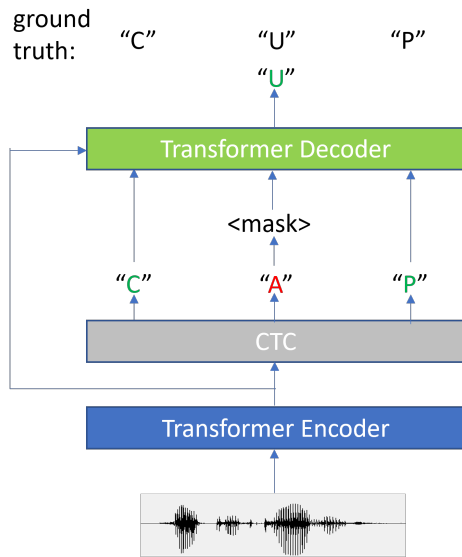 ground truth: “C” “U” “P”
“U”
Transformer Decoder
<mask>
“C” “A” “P”
CTC
Transformer Encoder